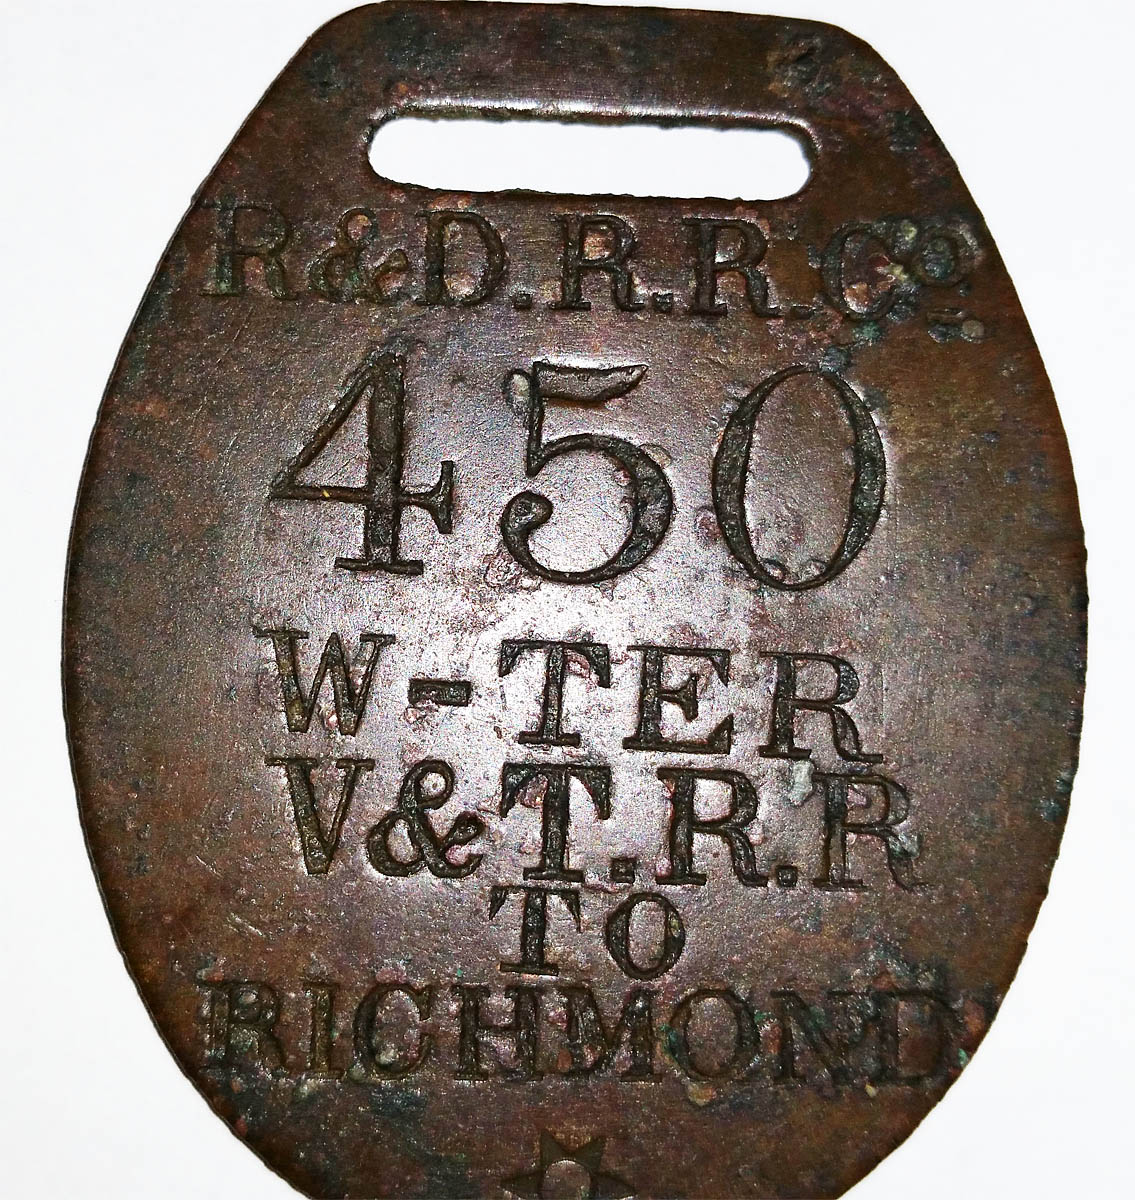 R&D.R.R.Co.
450
W-TER
V&T.R.R
TO
RICHMOND